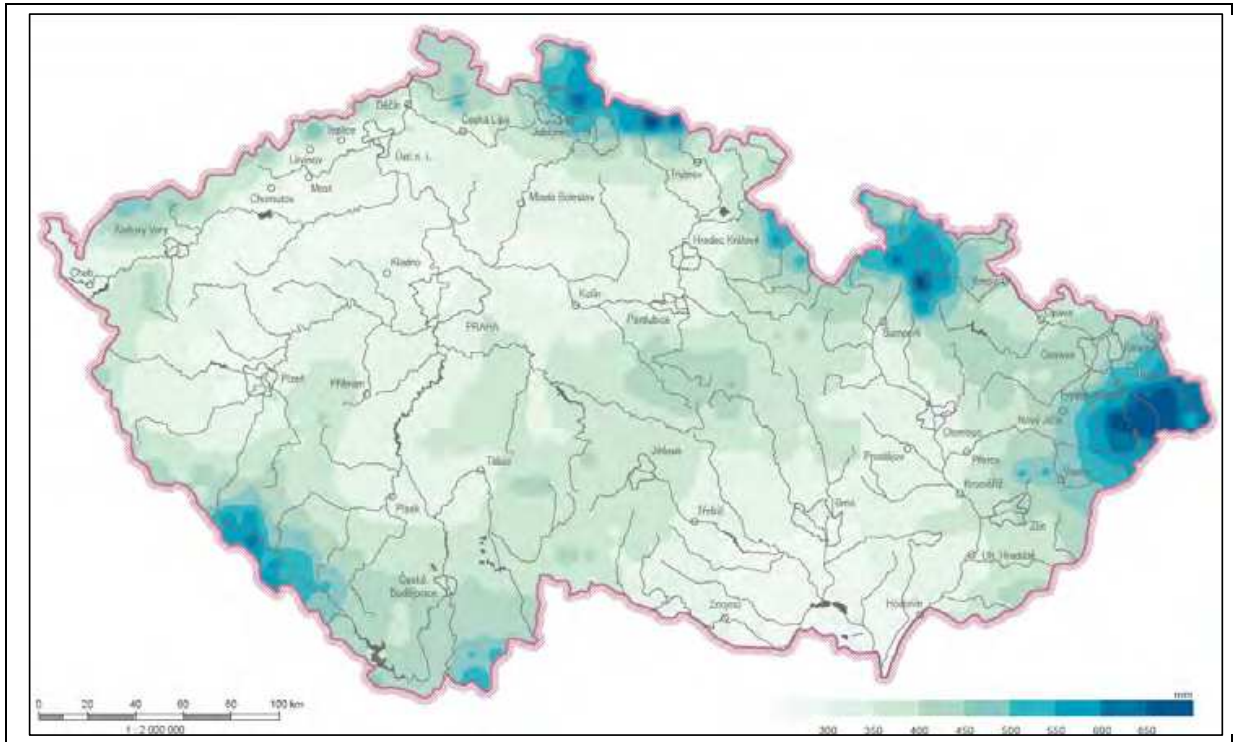 Děčín
Česká Lípa
Teplice
Ústí n. L.
Litvínov
Most
Chomutov
Karlovy Vary
Cheb
Trutnov
Mladá Boleslav
Hradec Králové
Kladno
PRAHA
Kolín
Pardubice
Plzeň
Příbram
Šumperk
Opava
Ostrava
Nový Jičín
Olomouc
Prostějov
Přerov
Kroměříž
Vsetín
Zlín
Uh. Hradiště
Hodonín
Brno
Jihlava
Třebíč
Znojmo
Tábor
Písek
České
Budějovice
0 20 40 60 80 100 km
1 : 2 000 000
mm
300 350 400 450 500 550 600 650